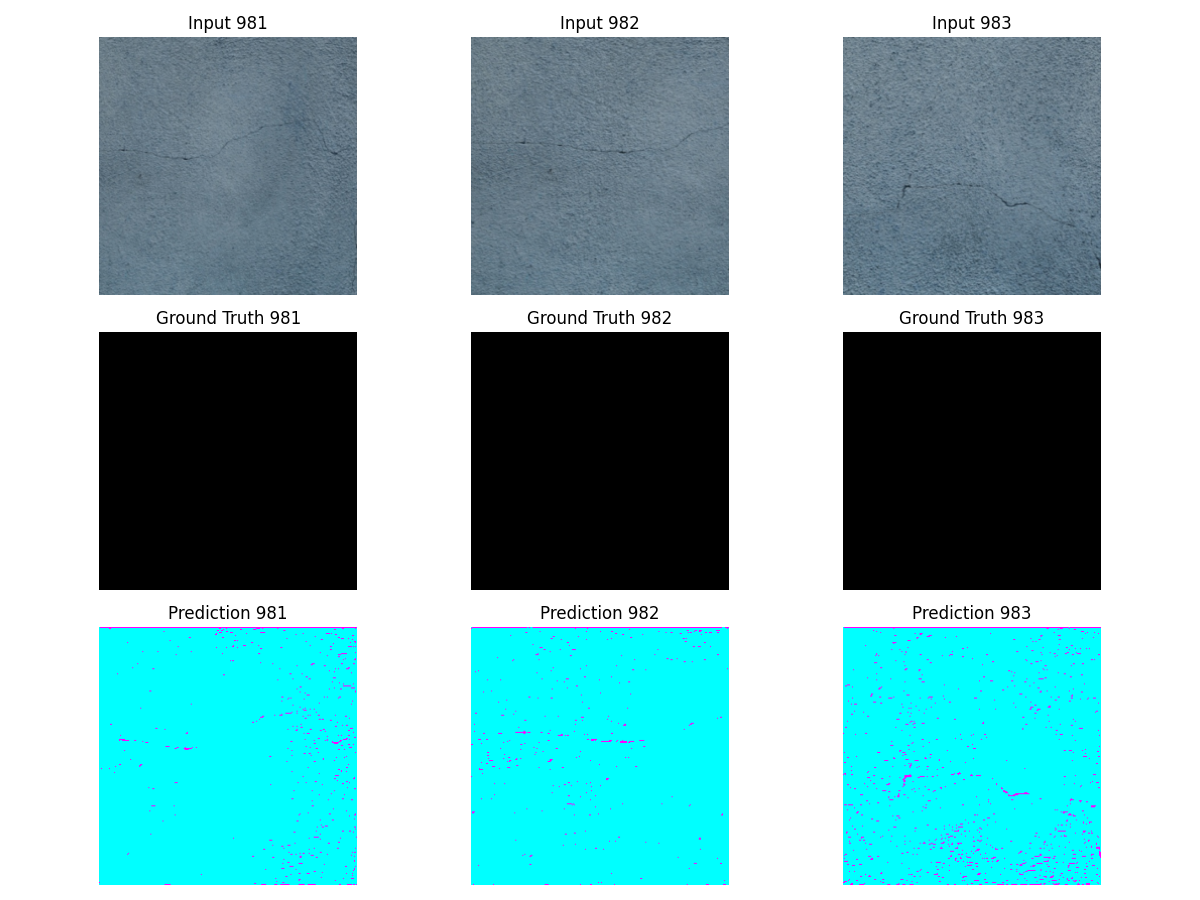 Input 981
Input 982
Input 983
Ground Truth 981
Ground Truth 982
Ground Truth 983
Prediction 981
Prediction 982
Prediction 983